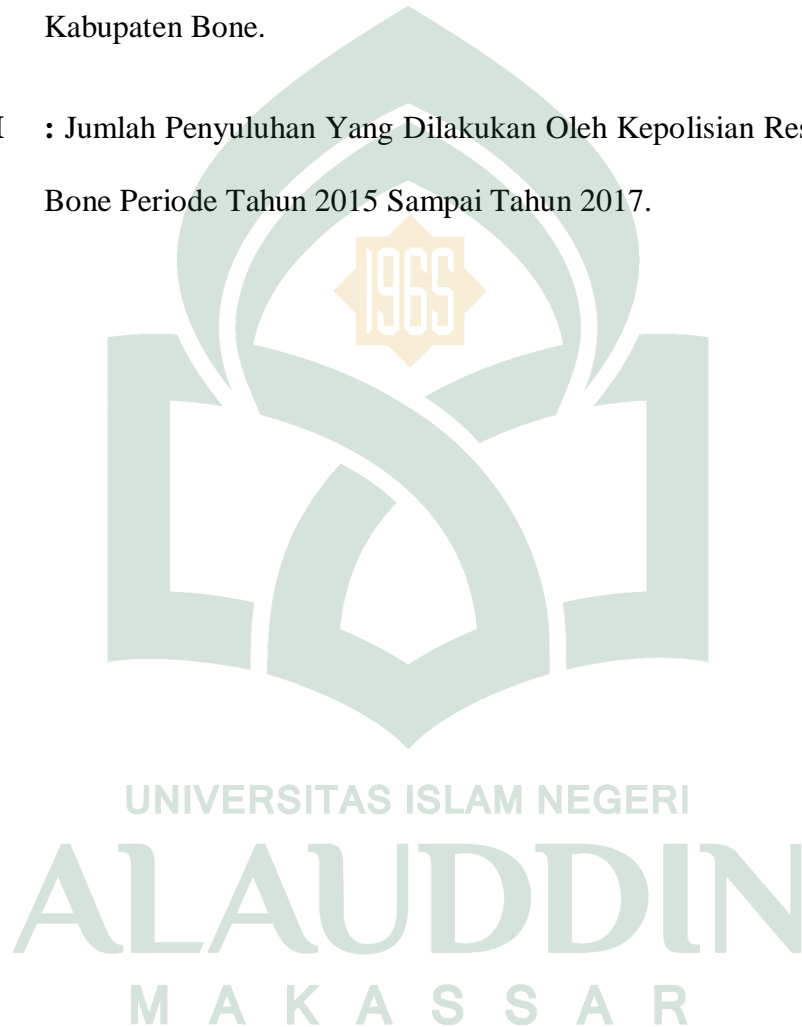 Kabupaten Bone.
: Jumlah Penyuluhan Yang Dilakukan Oleh Kepolisian
Bone Periode Tahun 2015 Sampai Tahun 2017.
1965
UNIVERSITAS ISLAM NEGERI
ALAUDDIN
MAKASSAR